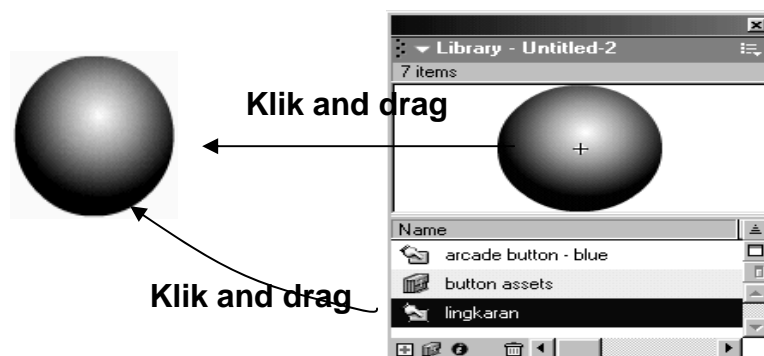 Library - Untitled-2
7 items
Klik and drag
Name
arcade button - blue
button assets
Klik and drag
lingkaran